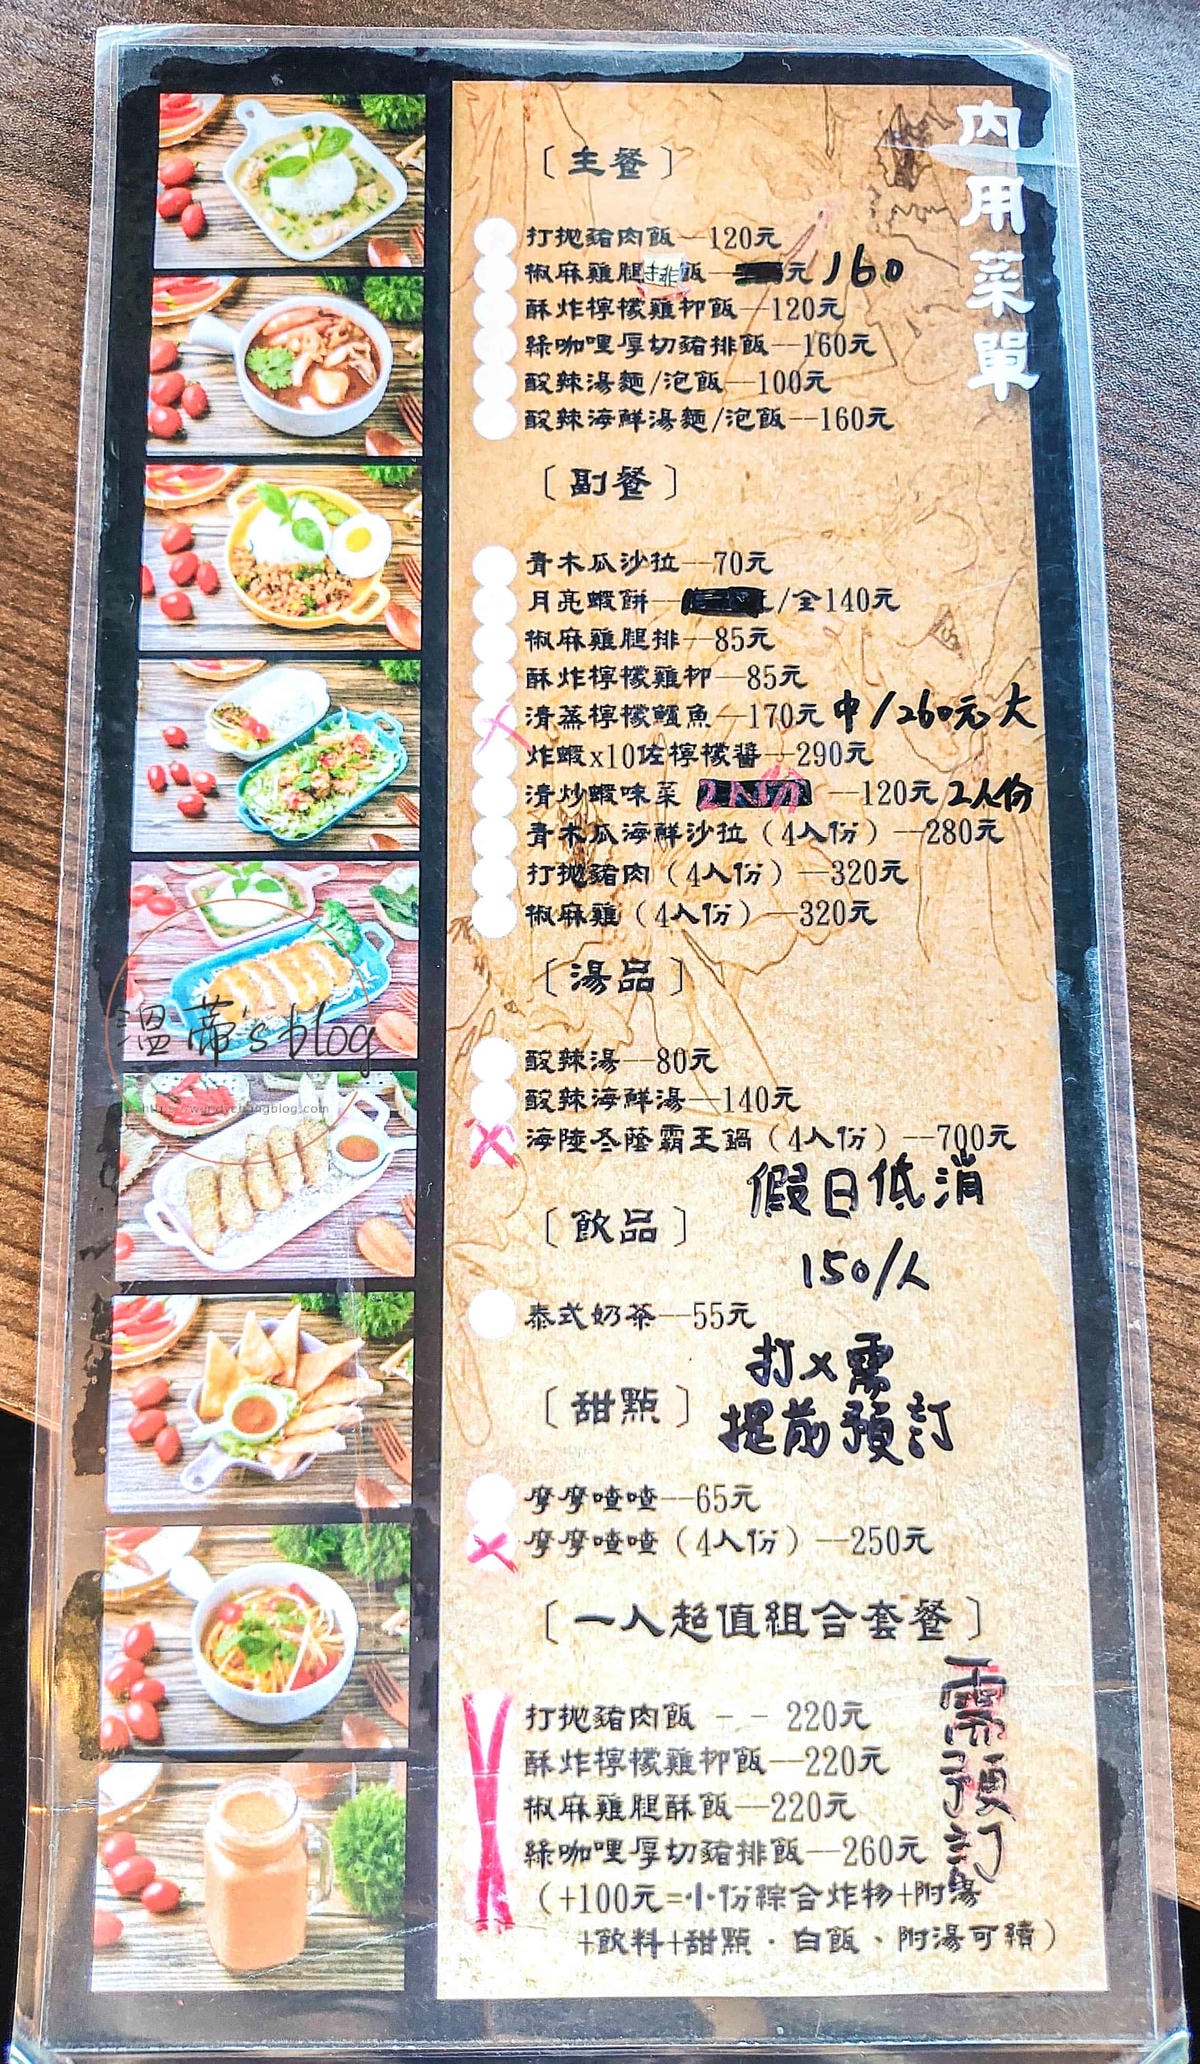 內用菜單
〔主餐〕
打拋豬肉飯—120元
椒麻雞腿排飯—元 160
酥炸檸檬雞柳飯—120元
綠咖哩厚切豬排飯—160元
酸辣湯麵/泡飯—100元
酸辣海鮮湯麵/泡飯—160元
〔副餐〕
青木瓜沙拉—70元
月亮蝦餅—/全140元
椒麻雞腿排—85元
酥炸檸檬雞柳—85元
清蒸檸檬鱸魚—170元 中/260元大
炸蝦x10佐檸檬醬—290元
清炒蝦味菜 —120元 2人份
青木瓜海鮮沙拉（4人份）—280元
打拋豬肉（4人份）—320元
椒麻雞（4人份）—320元
〔湯品〕
酸辣湯—80元
酸辣海鮮湯—140元
海陸冬蔭霸王鍋（4人份）—700元
假日低消
150/人
〔飲品〕
泰式奶茶—55元
打x需
提前預訂
〔甜點〕
摩摩喳喳—65元
摩摩喳喳（4人份）—250元
〔一人超值組合套餐〕
需預訂
打拋豬肉飯 - - 220元
酥炸檸檬雞柳飯—220元
椒麻雞腿酥飯—220元
綠咖哩厚切豬排飯—260元
（+100元=小份綜合炸物+附湯
+飲料+甜點．白飯、附湯可續）
溫蒂's blog
http://wendychangblog.com